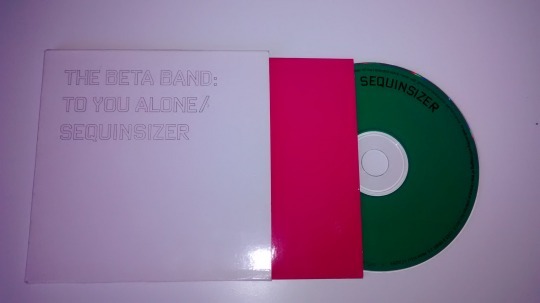 THE BETA BAND:
TO YOU ALONE/
SEQUINSIZER
SEQUINSIZER